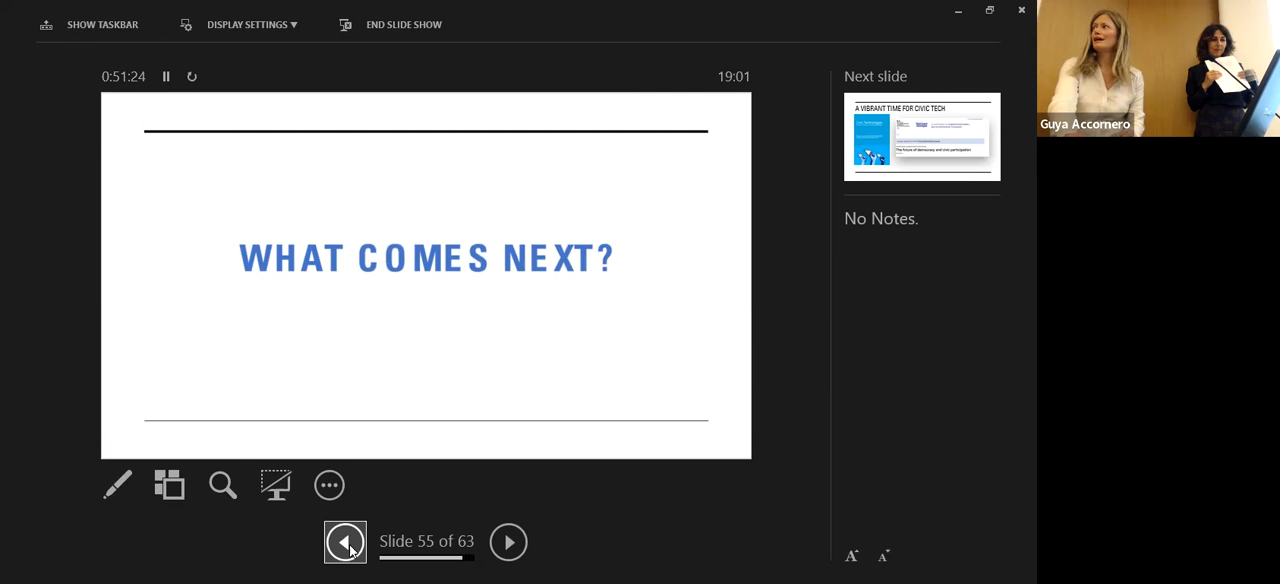 SHOW TASKBAR
DISPLAY SETTINGS ▼
END SLIDE SHOW
0:51:24
19:01
WHAT COMES NEXT?
Next slide
A VIBRANT TIME FOR CIVIC TECH
The future of democracy and civic participation
No Notes.
Slide 55 of 63
A
A
Guya Accornero